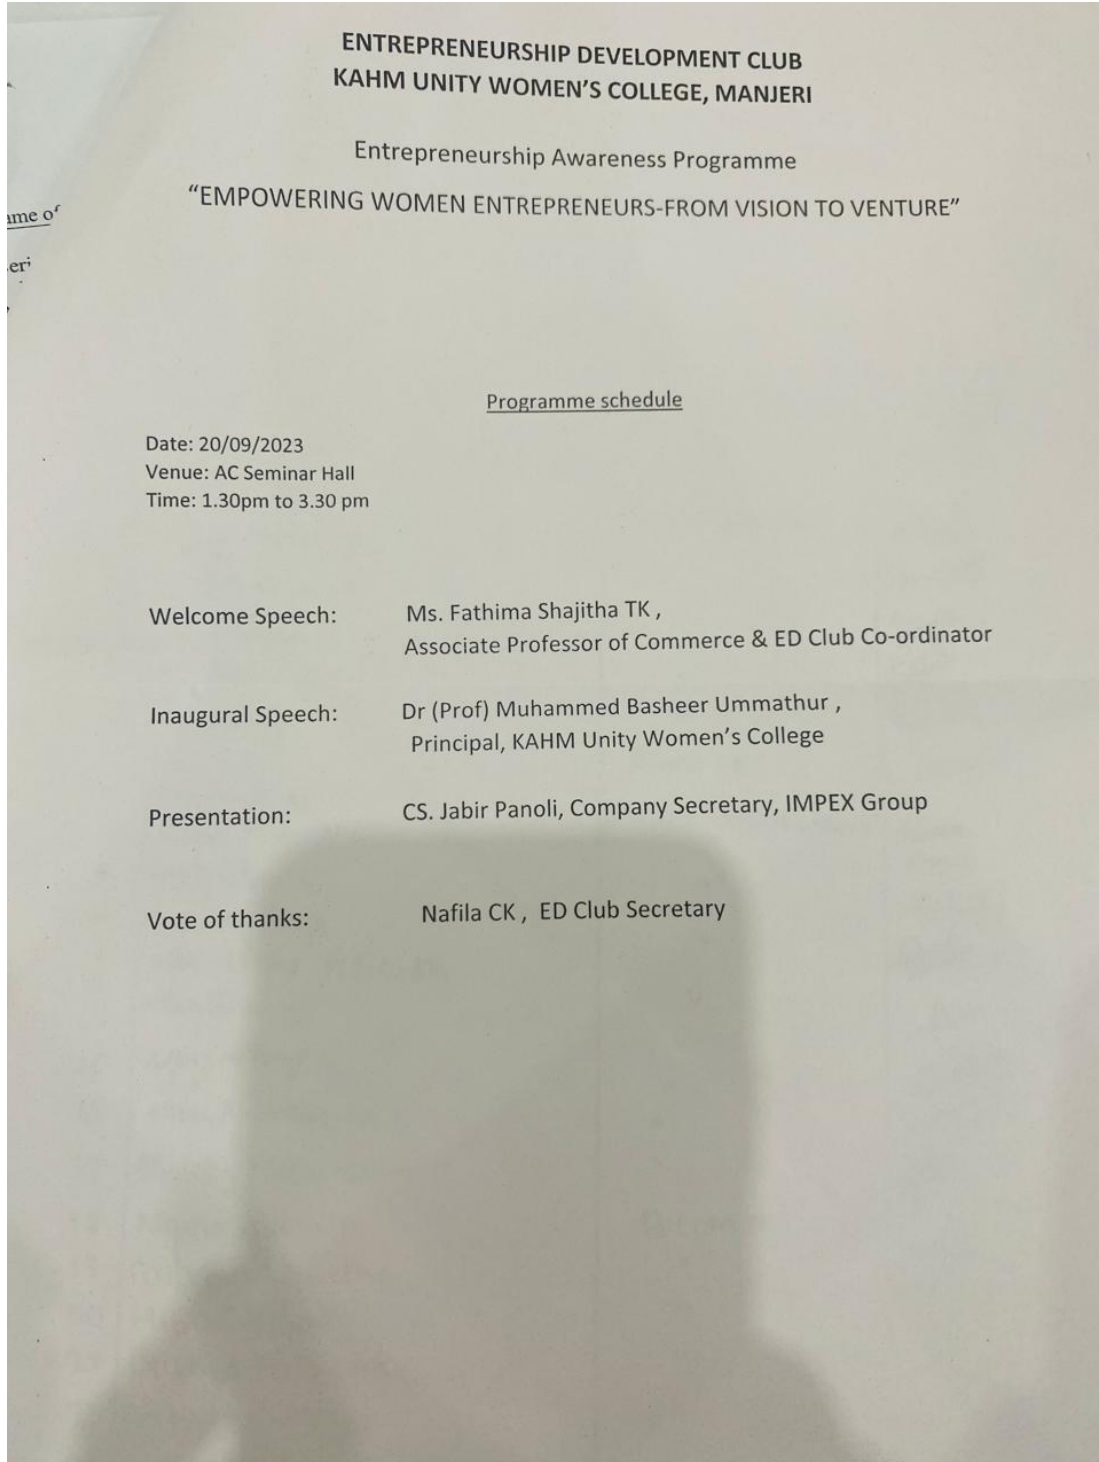 ENTREPRENEURSHIP DEVELOPMENT CLUB
KAHM UNITY WOMEN'S COLLEGE, MANJERI
Entrepreneurship Awareness Programme
"EMPOWERING WOMEN ENTREPRENEURS-FROM VISION TO VENTURE"
Programme schedule
Date: 20/09/2023
Venue: AC Seminar Hall
Time: 1.30pm to 3.30 pm
Welcome Speech: Ms. Fathima Shajitha TK ,
Associate Professor of Commerce & ED Club Co-ordinator
Inaugural Speech: Dr (Prof) Muhammed Basheer Ummathur ,
Principal, KAHM Unity Women's College
Presentation: CS. Jabir Panoli, Company Secretary, IMPEX Group
Vote of thanks: Nafila CK , ED Club Secretary